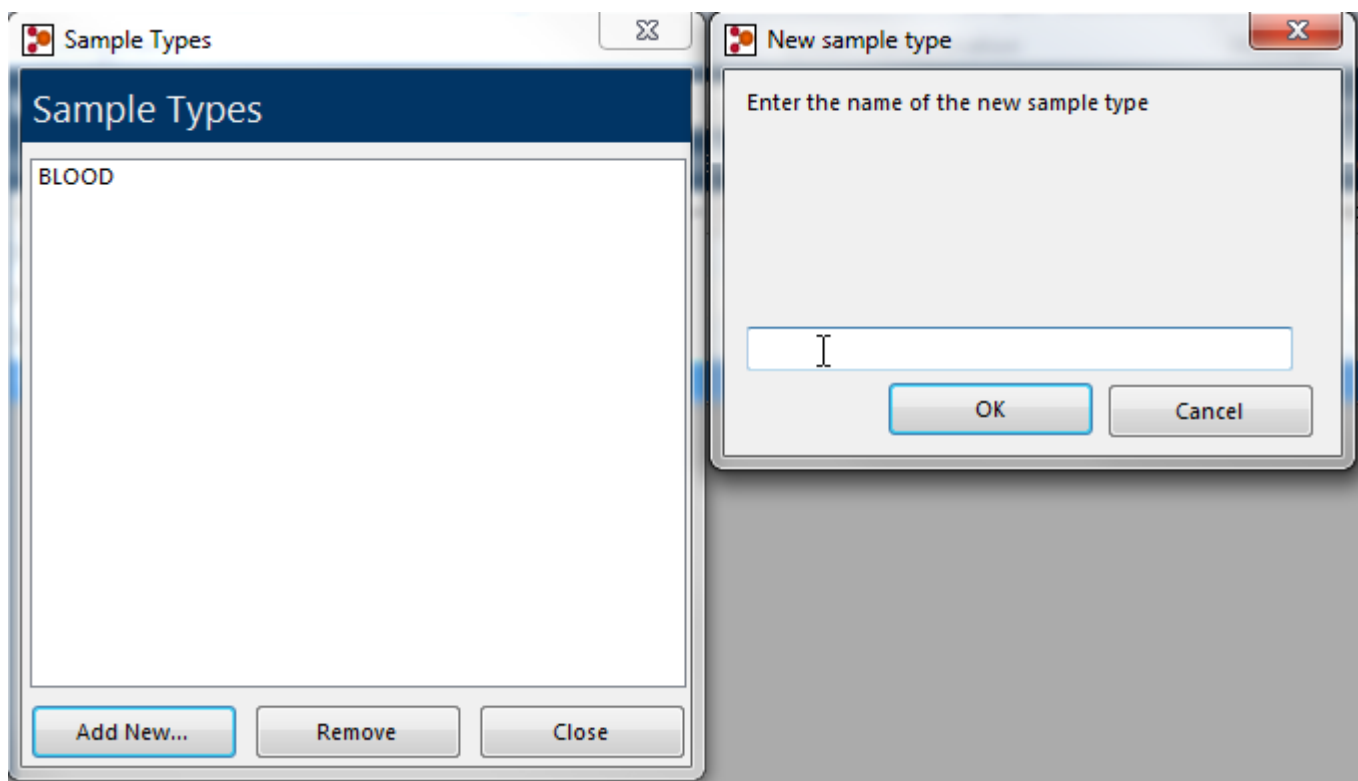 Sample Types
Sample Types
BLOOD
Add New...
Remove
Close
New sample type
Enter the name of the new sample type
OK
Cancel